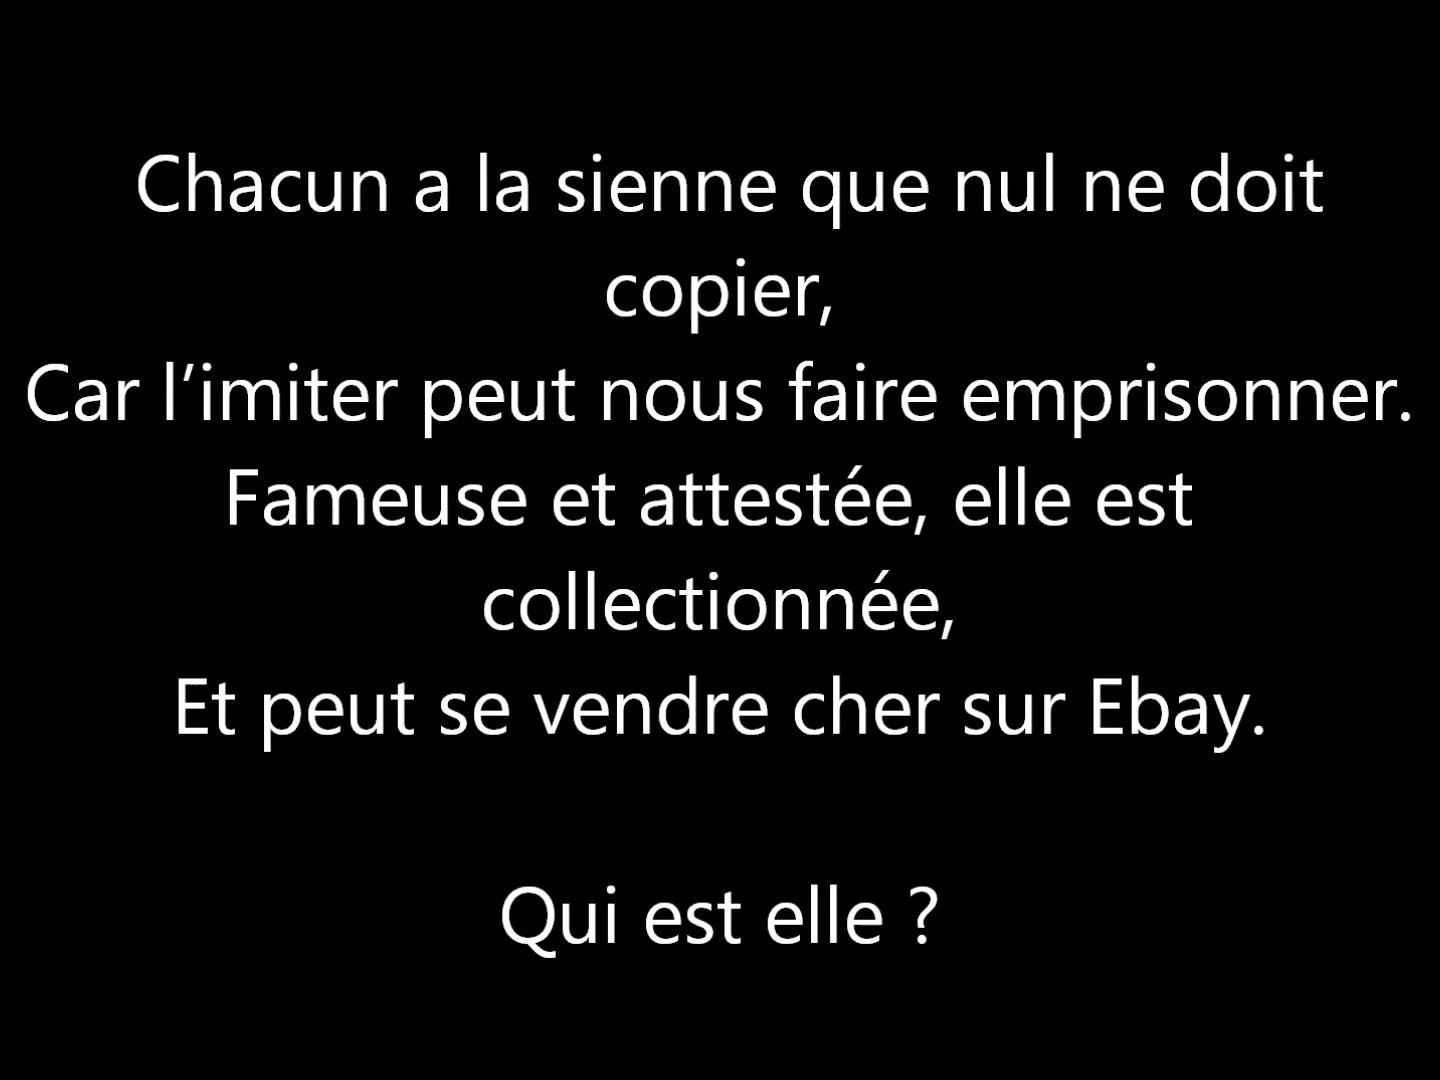 Chacun a la sienne que nul ne doit
copier,
Car l’imiter peut nous faire emprisonner.
Fameuse et attestée, elle est
collectionnée,
Et peut se vendre cher sur Ebay.
Qui est elle ?